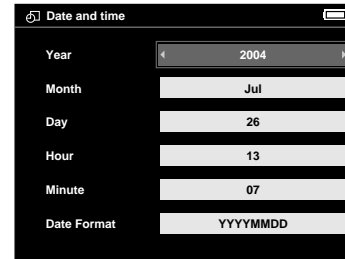 Date and time
Year 2004
Month Jul
Day 26
Hour 13
Minute 07
Date Format YYYYMMDD